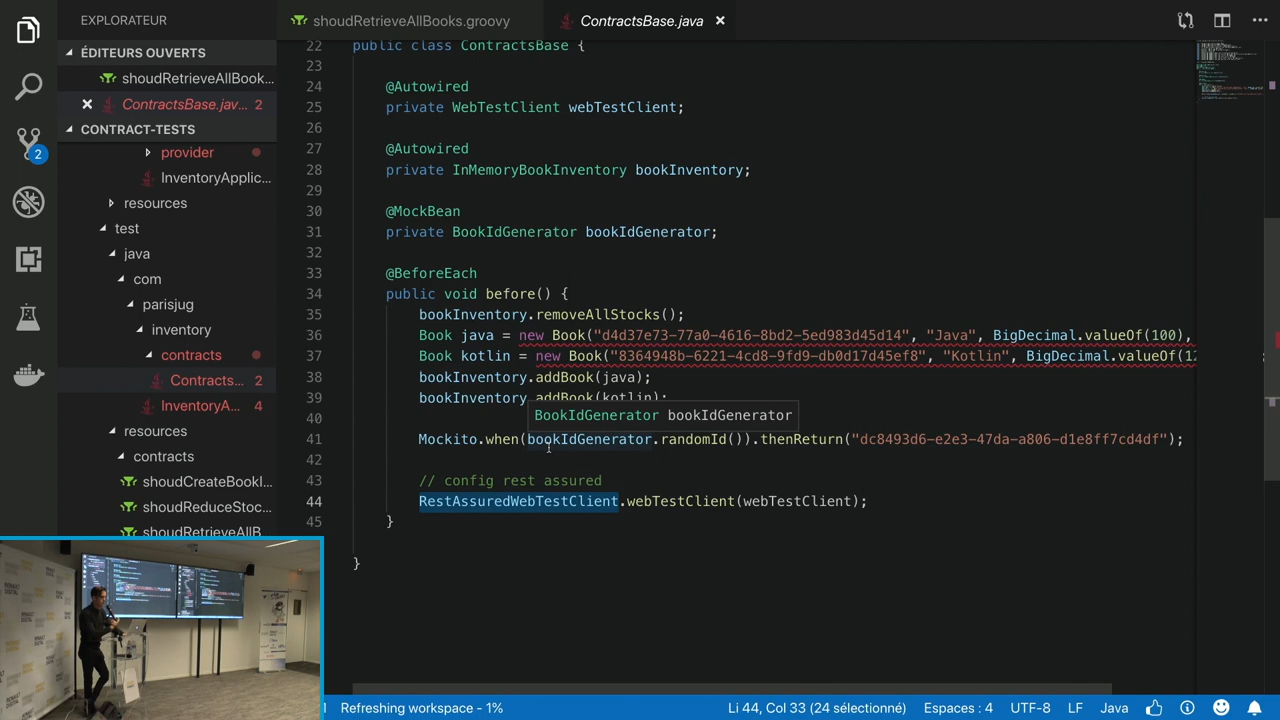 EXPLORATEUR
shoudRetrieveAllBooks.groovy
ContractsBase.java ×
ÉDITEURS OUVERTS
shoudRetrieveAllBook...
× ContractsBase.jav... 2
CONTRACT-TESTS
provider
InventoryApplic...
resources
test
java
com
parisjug
inventory
contracts
Contracts... 2
InventoryA... 4
resources
contracts
shoudCreateBookI...
shoudReduceStoc...
shoudRetrieveAllB
2
22 public class ContractsBase {
23
24 @Autowired
25 private WebTestClient webTestClient;
26
27 @Autowired
28 private InMemoryBookInventory bookInventory;
29
30 @MockBean
31 private BookIdGenerator bookIdGenerator;
32
33 @BeforeEach
34 public void before() {
35 bookInventory.removeAllStocks();
36 Book java = new Book("d4d37e73-77a0-4616-8bd2-5ed983d45d14", "Java", BigDecimal.valueOf(100),
37 Book kotlin = new Book("8364948b-6221-4cd8-9fd9-db0d17d45ef8", "Kotlin", BigDecimal.valueOf(12
38 bookInventory.addBook(java);
39 bookInventory.addBook(kotlin);
40 BookIdGenerator bookIdGenerator
41 Mockito.when(bookIdGenerator.randomId()).thenReturn("dc8493d6-e2e3-47da-a806-d1e8ff7cd4df");
42
43 // config rest assured
44 RestAssuredWebTestClient.webTestClient(webTestClient);
45 }
}
Refreshing workspace - 1%
Li 44, Col 33 (24 sélectionné)
Espaces : 4
UTF-8
LF
Java